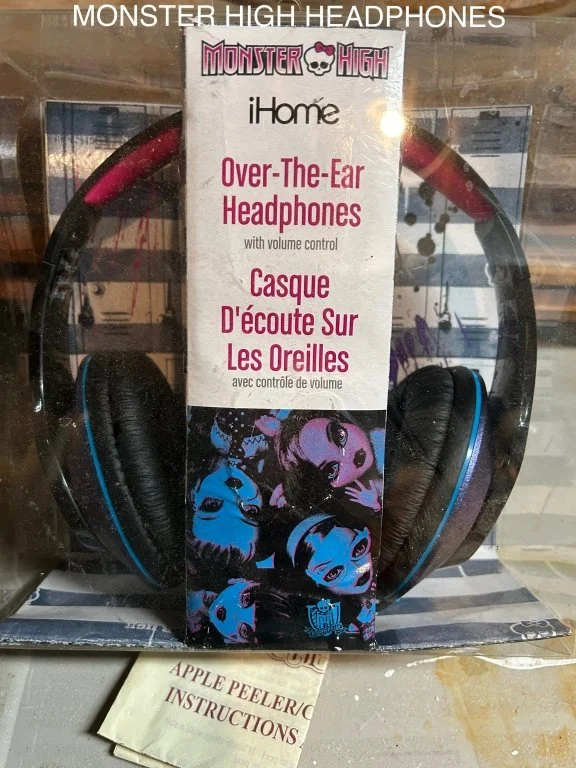 MONSTER HIGH HEADPHONES
MONSTER HIGH
iHome
Over-The-Ear
Headphones
with volume control
Casque
D'écoute Sur
Les Oreilles
avec contrôle de volume
APPLE PEELER/C
INSTRUCTIONS